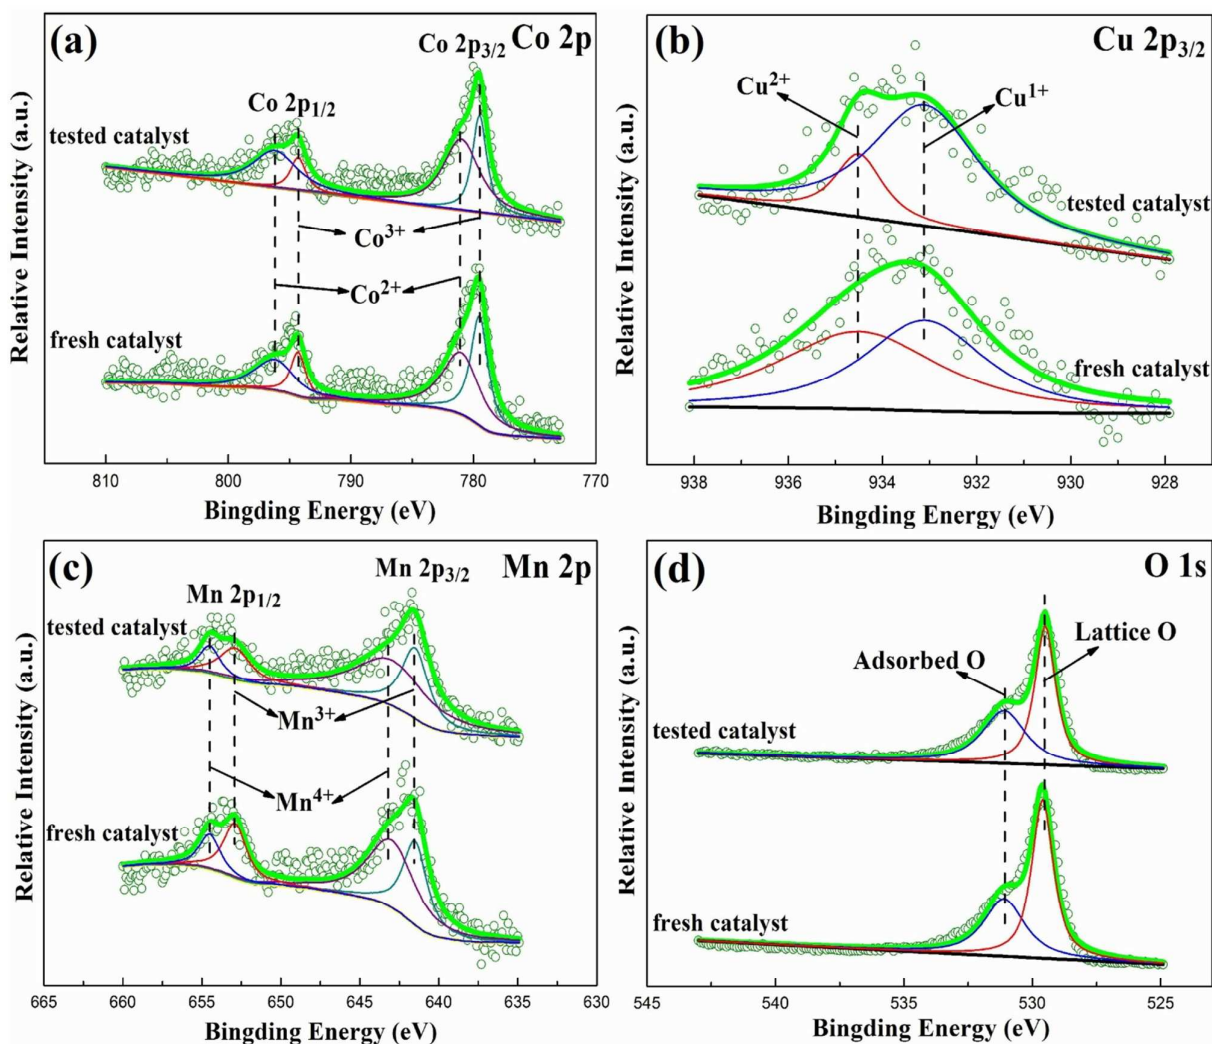 (a)
Co 2p3/2
Co 2p
Co 2p1/2
tested catalyst
Co3+
Co2+
fresh catalyst
Relative Intensity (a.u.)
810 800 790 780 770
Bingding Energy (eV)
(b)
Cu 2p3/2
Cu2+
Cu1+
tested catalyst
fresh catalyst
Relative Intensity (a.u.)
938 936 934 932 930 928
Bingding Energy (eV)
(c)
Mn 2p3/2
Mn 2p
Mn 2p1/2
tested catalyst
Mn3+
Mn4+
fresh catalyst
Relative Intensity (a.u.)
665 660 655 650 645 640 635 630
Bingding Energy (eV)
(d)
O 1s
Lattice O
Adsorbed O
tested catalyst
fresh catalyst
Relative Intensity (a.u.)
545 540 535 530 525
Bingding Energy (eV)